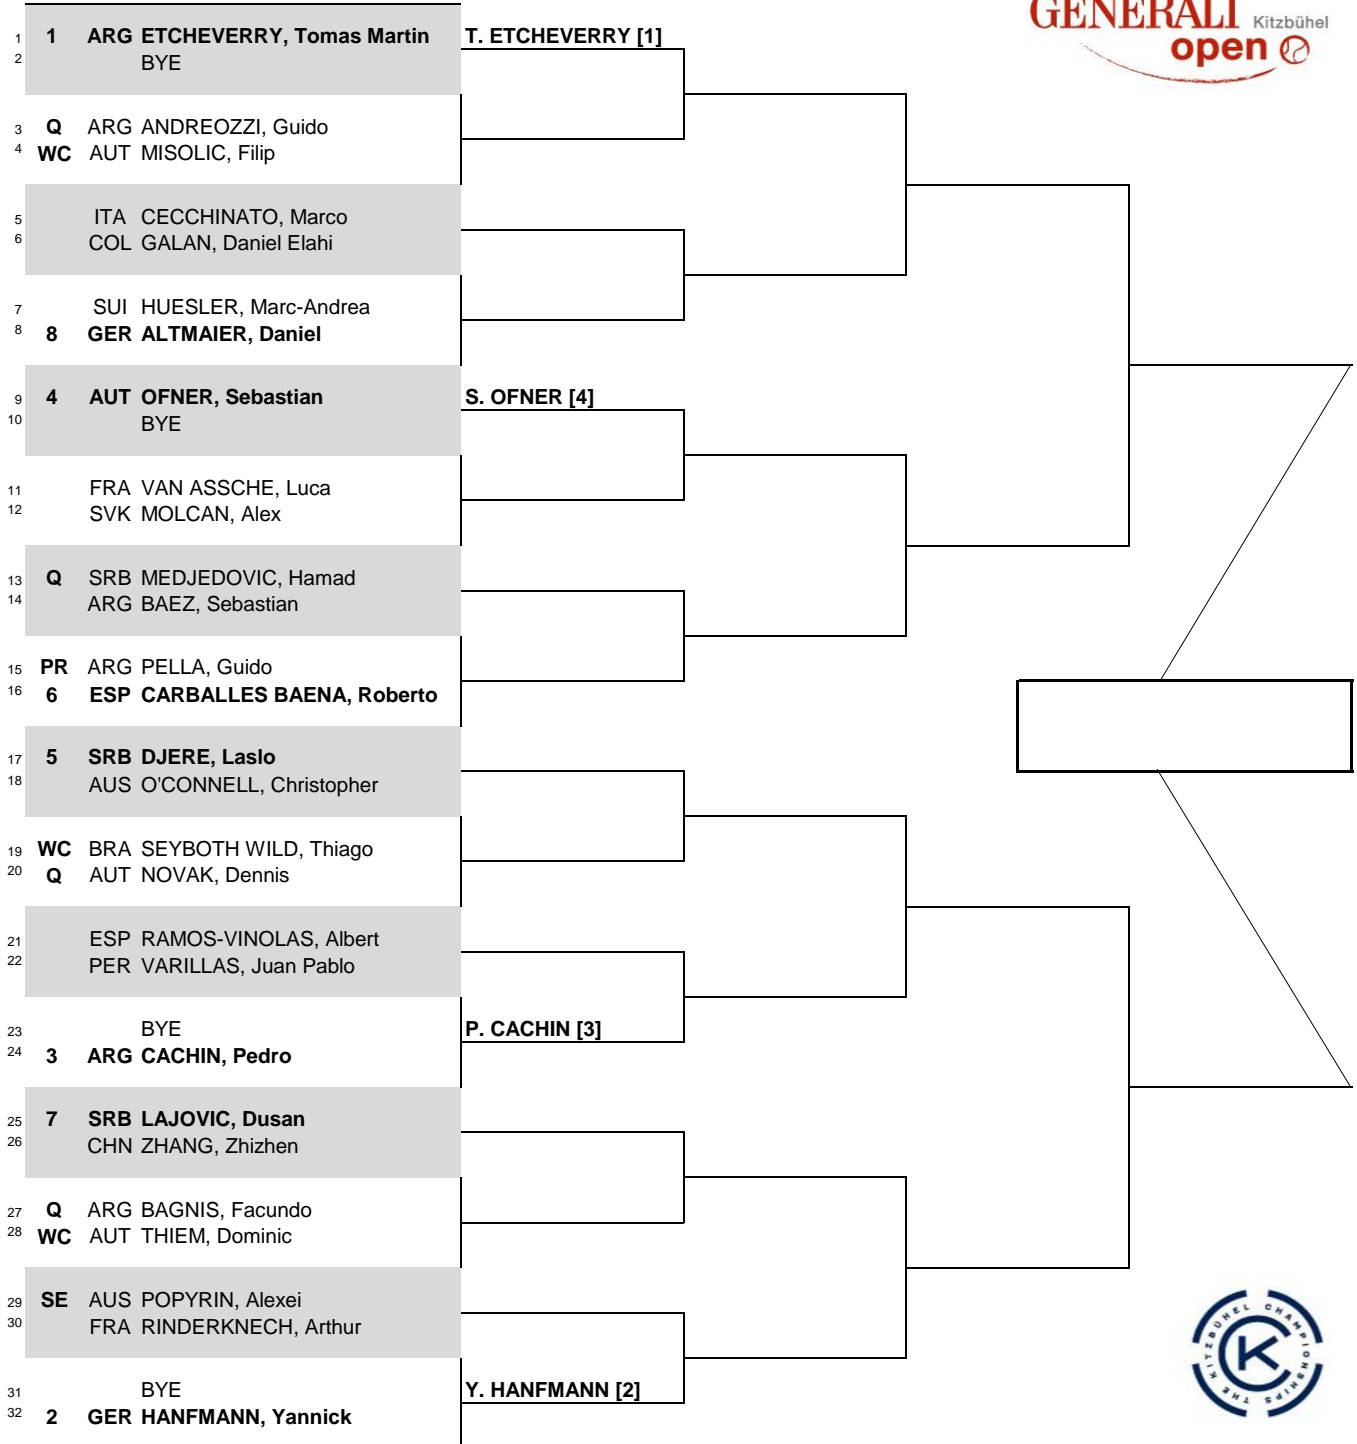 GENERALI Kitzbühel
open
1 1 ARG ETCHEVERRY, Tomas Martin T. ETCHEVERRY [1]
2 BYE
3 Q ARG ANDREOZZI, Guido
4 WC AUT MISOLIC, Filip
5 ITA CECCHINATO, Marco
6 COL GALAN, Daniel Elahi
7 SUI HUESLER, Marc-Andrea
8 8 GER ALTMAIER, Daniel
9 4 AUT OFNER, Sebastian S. OFNER [4]
10 BYE
11 FRA VAN ASSCHE, Luca
12 SVK MOLCAN, Alex
13 Q SRB MEDJEDOVIC, Hamad
14 ARG BAEZ, Sebastian
15 PR ARG PELLA, Guido
16 6 ESP CARBALLES BAENA, Roberto
17 5 SRB DJERE, Laslo
18 AUS O'CONNELL, Christopher
19 WC BRA SEYBOTH WILD, Thiago
20 Q AUT NOVAK, Dennis
21 ESP RAMOS-VINOLAS, Albert
22 PER VARILLAS, Juan Pablo
23 BYE P. CACHIN [3]
24 3 ARG CACHIN, Pedro
25 7 SRB LAJOVIC, Dusan
26 CHN ZHANG, Zhizhen
27 Q ARG BAGNIS, Facundo
28 WC AUT THIEM, Dominic
29 SE AUS POPYRIN, Alexei
30 FRA RINDERKNECH, Arthur
31 BYE Y. HANFMANN [2]
32 2 GER HANFMANN, Yannick
THE KITZBÜHEL CHAMPIONSHIPS
K